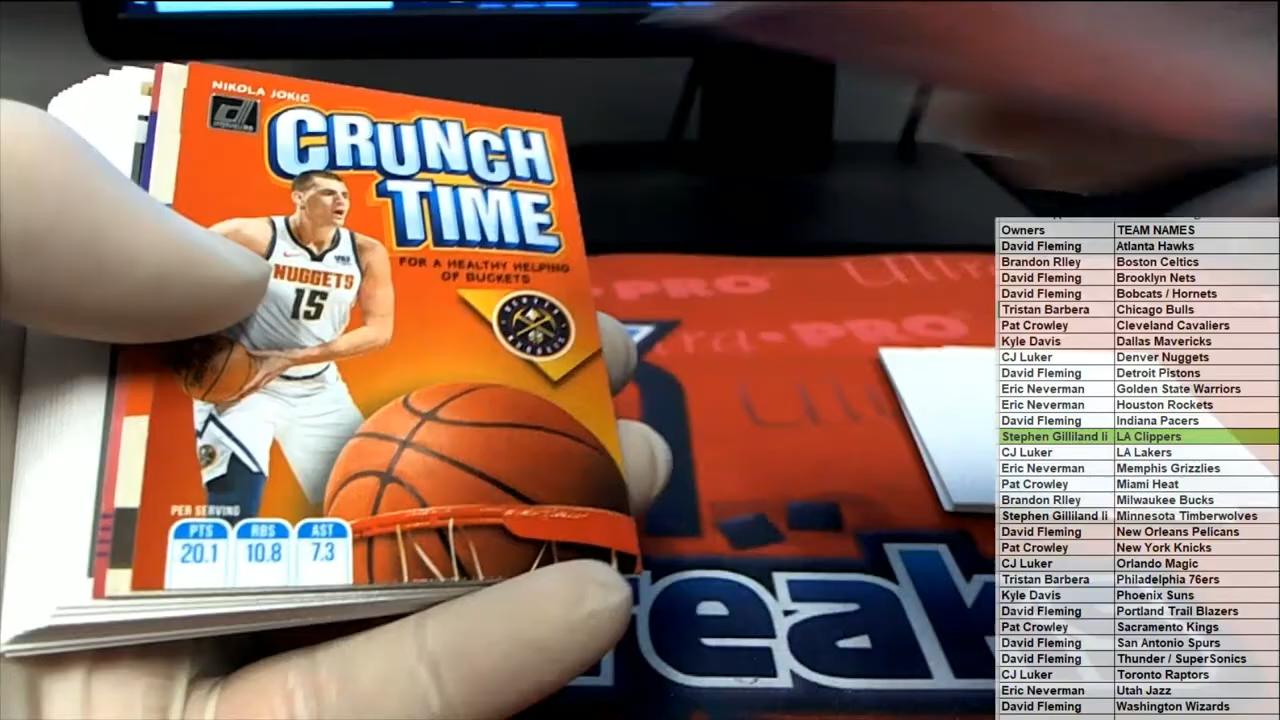 NIKOLA JOKIC
CRUNCH
TIME
FOR A HEALTHY HELPING
OF BUCKETS
NUGGETS
15
PER SERVING
PTS RBS AST
20.1 10.8 7.3
PRO Ultra
ra PRO
eak
Owners TEAM NAMES
David Fleming Atlanta Hawks
Brandon RIley Boston Celtics
David Fleming Brooklyn Nets
David Fleming Bobcats / Hornets
Tristan Barbera Chicago Bulls
Pat Crowley Cleveland Cavaliers
Kyle Davis Dallas Mavericks
CJ Luker Denver Nuggets
David Fleming Detroit Pistons
Eric Neverman Golden State Warriors
Eric Neverman Houston Rockets
David Fleming Indiana Pacers
Stephen Gilliland Ii LA Clippers
CJ Luker LA Lakers
Eric Neverman Memphis Grizzlies
Pat Crowley Miami Heat
Brandon RIley Milwaukee Bucks
Stephen Gilliland Ii Minnesota Timberwolves
David Fleming New Orleans Pelicans
Pat Crowley New York Knicks
CJ Luker Orlando Magic
Tristan Barbera Philadelphia 76ers
Kyle Davis Phoenix Suns
David Fleming Portland Trail Blazers
Pat Crowley Sacramento Kings
David Fleming San Antonio Spurs
David Fleming Thunder / SuperSonics
CJ Luker Toronto Raptors
Eric Neverman Utah Jazz
David Fleming Washington Wizards